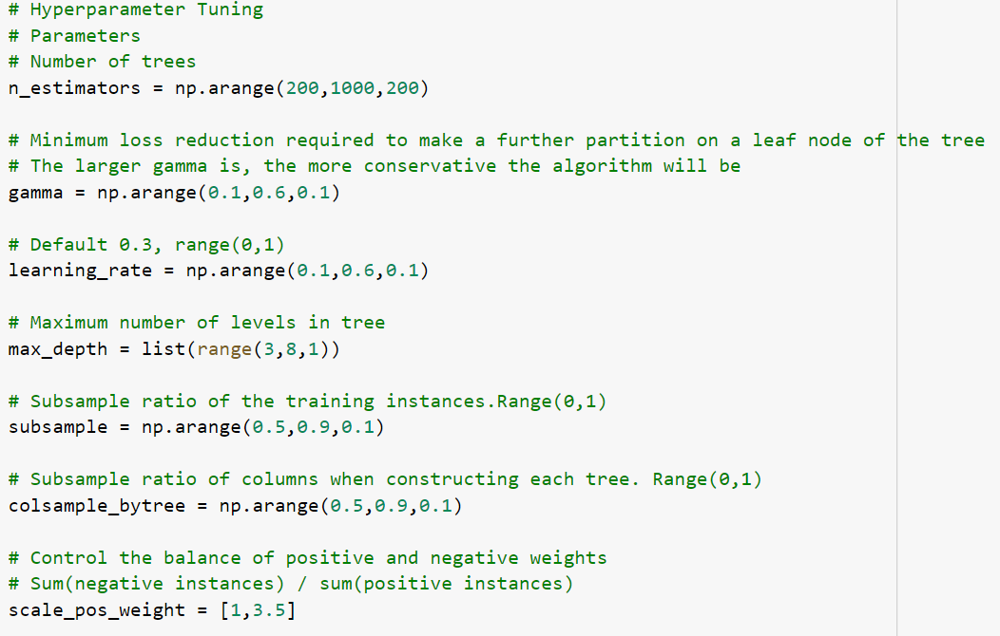 # Hyperparameter Tuning
# Parameters
# Number of trees
n_estimators = np.arange(200,1000,200)
# Minimum loss reduction required to make a further partition on a leaf node of the tree
# The larger gamma is, the more conservative the algorithm will be
gamma = np.arange(0.1,0.6,0.1)
# Default 0.3, range(0,1)
learning_rate = np.arange(0.1,0.6,0.1)
# Maximum number of levels in tree
max_depth = list(range(3,8,1))
# Subsample ratio of the training instances.Range(0,1)
subsample = np.arange(0.5,0.9,0.1)
# Subsample ratio of columns when constructing each tree. Range(0,1)
colsample_bytree = np.arange(0.5,0.9,0.1)
# Control the balance of positive and negative weights
# Sum(negative instances) / sum(positive instances)
scale_pos_weight = [1,3.5]